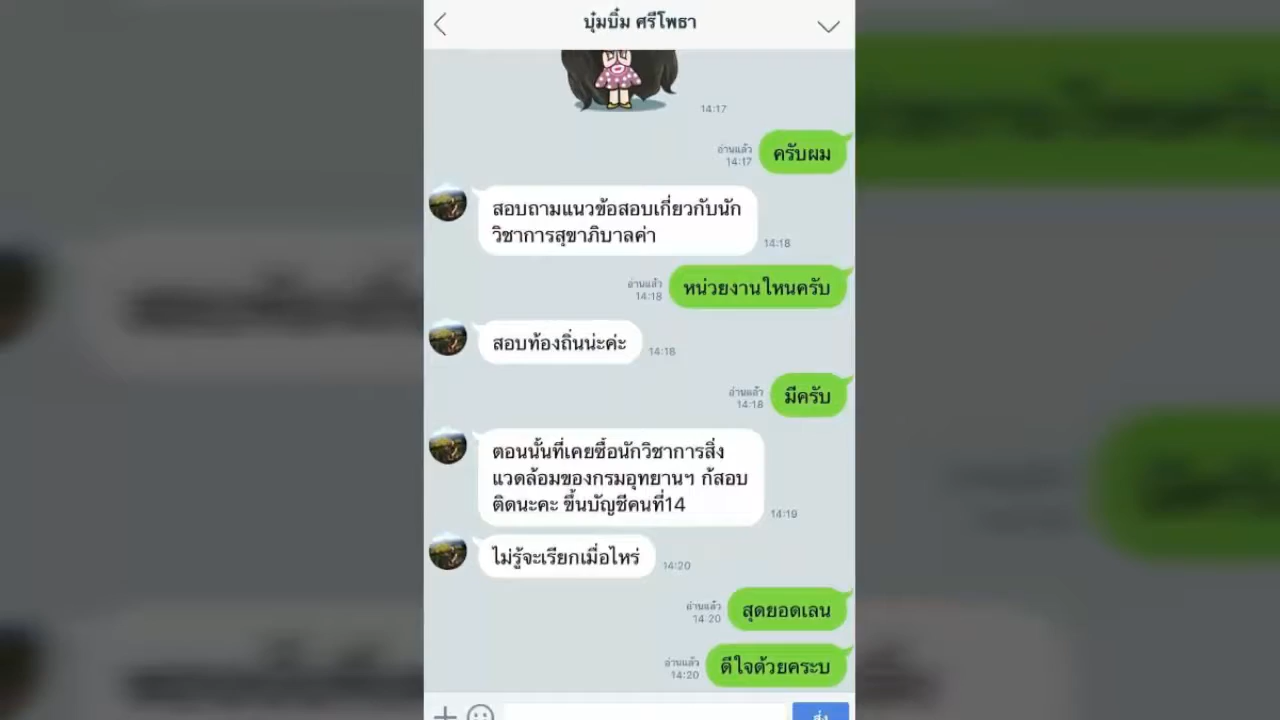 บุ๋มบิ๋ม ศรีโพธา
14:17
อ่านแล้ว
14:17
ครับผม
สอบถามแนวข้อสอบเกี่ยวกับนัก
วิชาการสุขาภิบาลค่า
14:18
อ่านแล้ว
14:18
หน่วยงานไหนครับ
สอบท้องถิ่นน่ะค่ะ
14:18
อ่านแล้ว
14:18
มีครับ
ตอนนั้นที่เคยซื้อนักวิชาการสิ่ง
แวดล้อมของกรมอุทยานฯ ก้สอบ
ติดนะคะ ขึ้นบัญชีคนที่14
14:19
ไม่รู้จะเรียกเมื่อไหร่
14:20
อ่านแล้ว
14:20
สุดยอดเลน
อ่านแล้ว
14:20
ดีใจด้วยคระบ
ส่ง